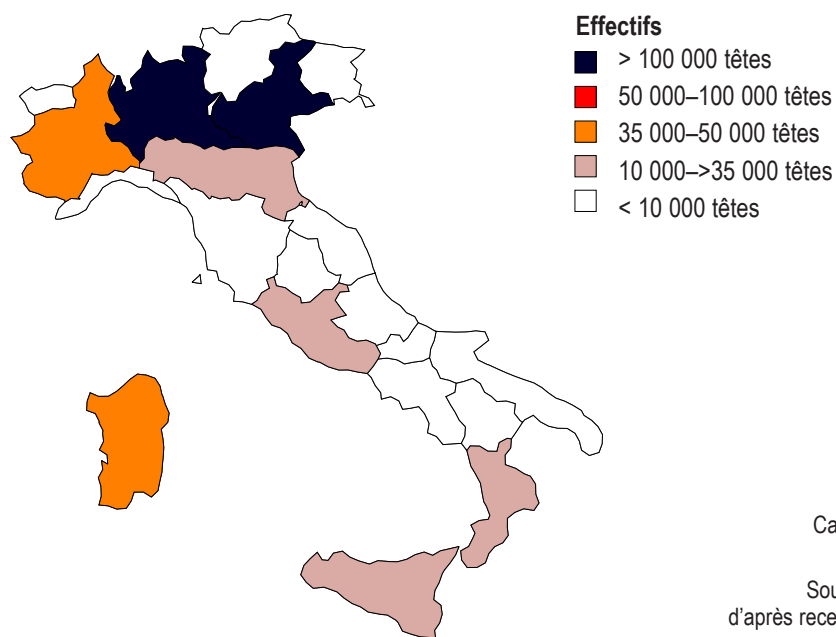 Effectifs
> 100 000 têtes
50 000–100 000 têtes
35 000–50 000 têtes
10 000–>35 000 têtes
< 10 000 têtes
d'après